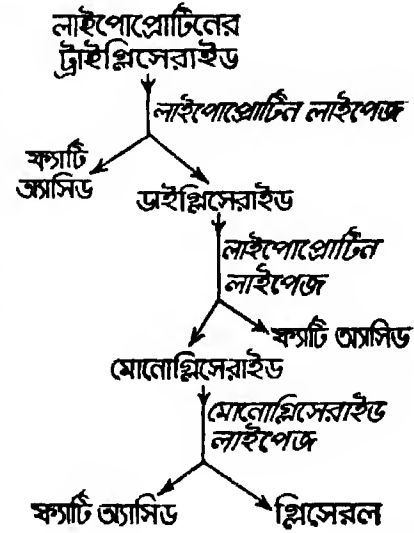 লাইপোপ্রোটিনের
ট্রাইগ্লিসেরাইড
লাইপোপ্রোটিন লাইপেজ
ফ্যাটি
অ্যাসিড
ডাইগ্লিসেরাইড
লাইপোপ্রোটিন
লাইপেজ
ফ্যাটি অ্যাসিড
মোনোগ্লিসেরাইড
মোনোগ্লিসেরাইড
লাইপেজ
ফ্যাটি অ্যাসিড
গ্লিসেরল